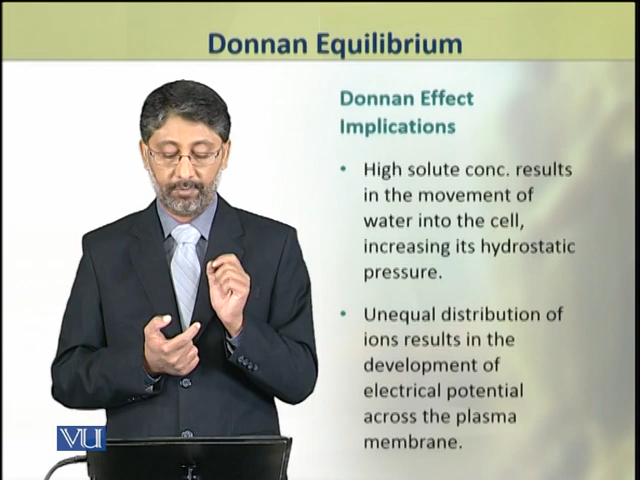 Donnan Equilibrium
Donnan Effect
Implications
• High solute conc. results
in the movement of
water into the cell,
increasing its hydrostatic
pressure.
• Unequal distribution of
ions results in the
development of
electrical potential
across the plasma
membrane.
VU